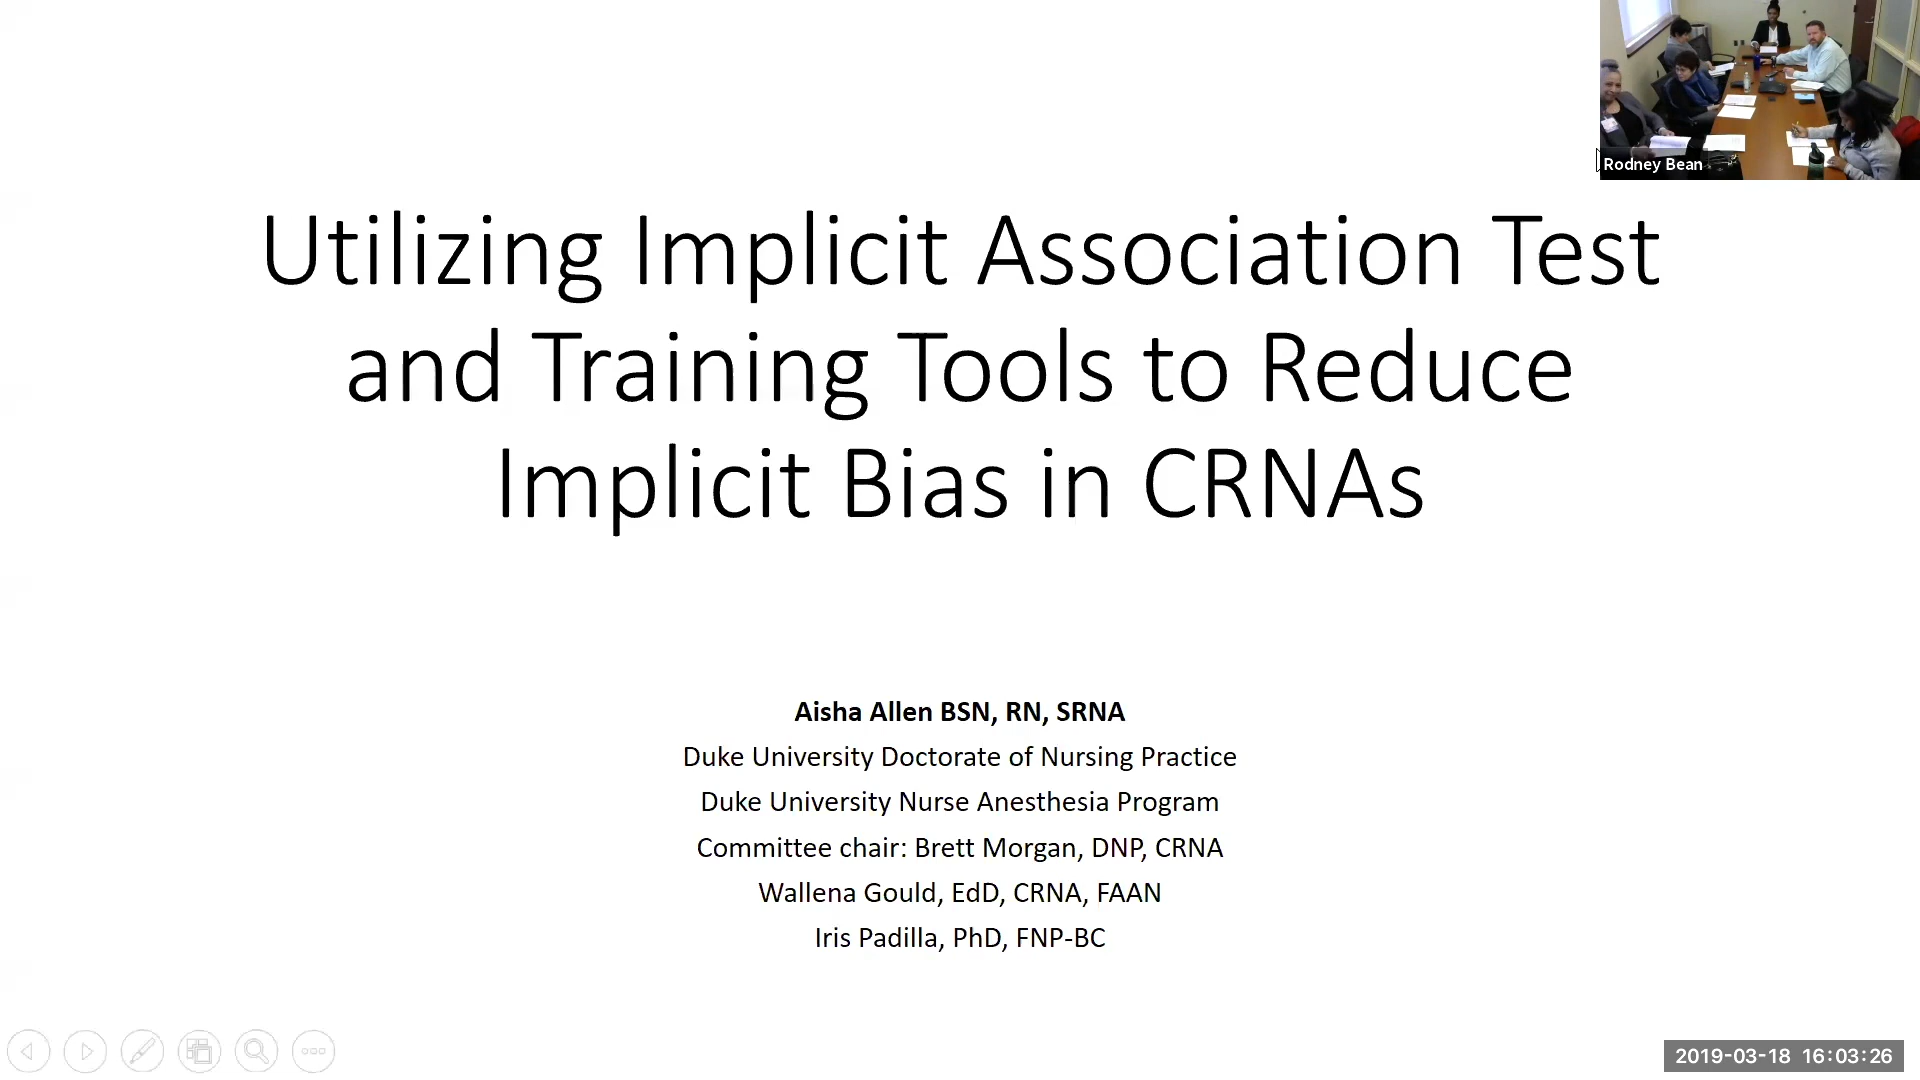 Rodney Bean
Utilizing Implicit Association Test
and Training Tools to Reduce
Implicit Bias in CRNAs
Aisha Allen BSN, RN, SRNA
Duke University Doctorate of Nursing Practice
Duke University Nurse Anesthesia Program
Committee chair: Brett Morgan, DNP, CRNA
Wallena Gould, EdD, CRNA, FAAN
Iris Padilla, PhD, FNP-BC
2019-03-18 16:03:26